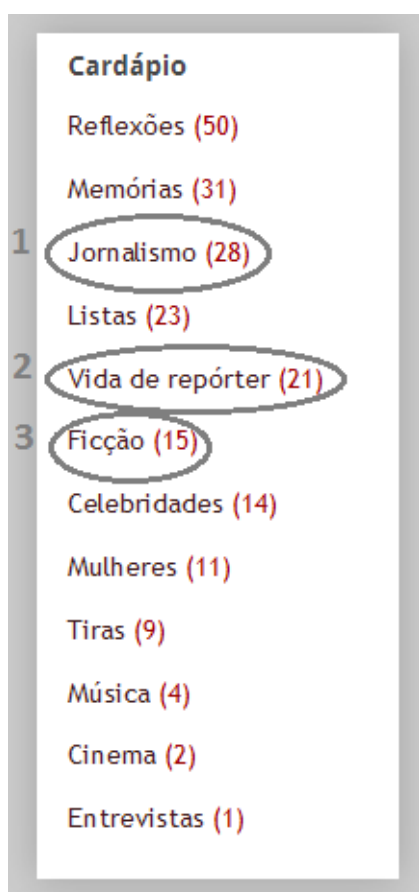 Cardápio
Reflexões (50)
Memórias (31)
1 Jornalismo (28)
Listas (23)
2 Vida de repórter (21)
3 Ficção (15)
Celebridades (14)
Mulheres (11)
Tiras (9)
Música (4)
Cinema (2)
Entrevistas (1)